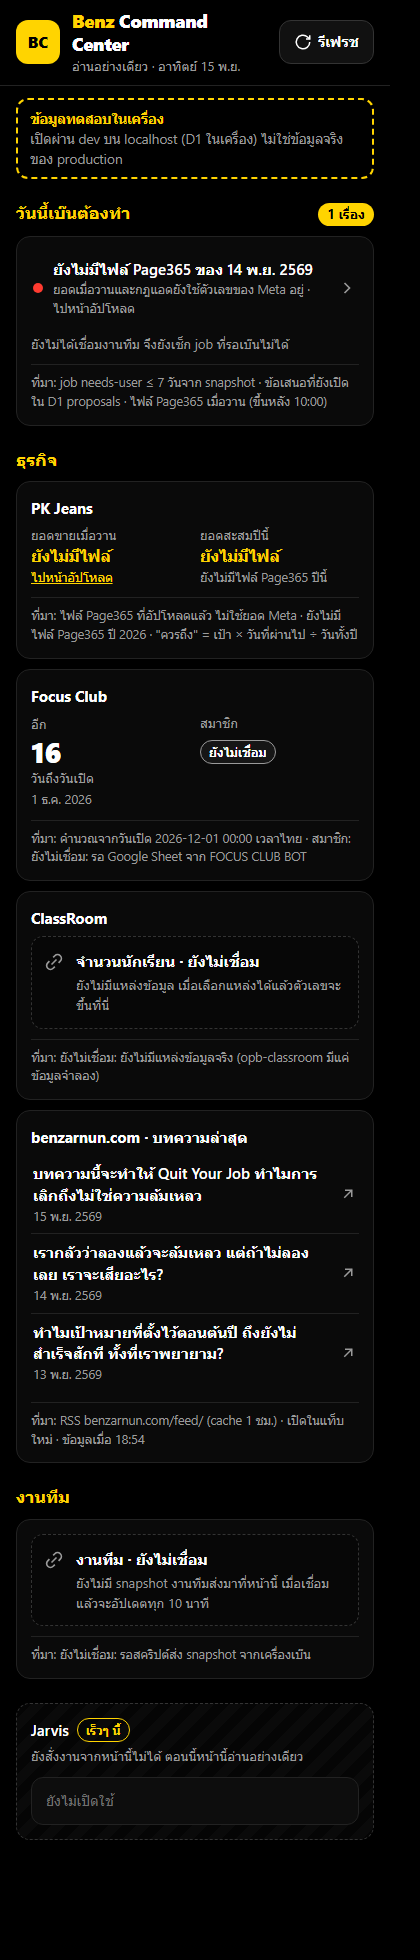 BC
Benz Command
Center
อ่านอย่างเดียว · อาทิตย์ 15 พ.ย.
รีเฟรช
ข้อมูลทดสอบในเครื่อง
เปิดผ่าน dev บน localhost (D1 ในเครื่อง) ไม่ใช่ข้อมูลจริง
ของ production
วันนี้เบ๊นต้องทำ
1 เรื่อง
ยังไม่มีไฟล์ Page365 ของ 14 พ.ย. 2569
ยอดเมื่อวานและกฎแอดยังใช้ตัวเลขของ Meta อยู่ ·
ไปหน้าอัปโหลด
ยังไม่ได้เชื่อมงานทีม จึงยังเช็ก job ที่รอเบ๊นไม่ได้
ที่มา: job needs-user ≤ 7 วันจาก snapshot · ข้อเสนอที่ยังเปิด
ใน D1 proposals · ไฟล์ Page365 เมื่อวาน (ขึ้นหลัง 10:00)
ธุรกิจ
PK Jeans
ยอดขายเมื่อวาน
ยังไม่มีไฟล์
ไปหน้าอัปโหลด
ยอดสะสมปีนี้
ยังไม่มีไฟล์
ยังไม่มีไฟล์ Page365 ปีนี้
ที่มา: ไฟล์ Page365 ที่อัปโหลดแล้ว ไม่ใช้ยอด Meta · ยังไม่มี
ไฟล์ Page365 ปี 2026 · "ควรถึง" = เป้า × วันที่ผ่านไป ÷ วันทั้งปี
Focus Club
อีก
16
วันถึงวันเปิด
1 ธ.ค. 2026
สมาชิก
ยังไม่เชื่อม
ที่มา: คำนวณจากวันเปิด 2026-12-01 00:00 เวลาไทย · สมาชิก:
ยังไม่เชื่อม: รอ Google Sheet จาก FOCUS CLUB BOT
ClassRoom
จำนวนนักเรียน · ยังไม่เชื่อม
ยังไม่มีแหล่งข้อมูล เมื่อเลือกแหล่งได้แล้วตัวเลขจะ
ขึ้นที่นี่
ที่มา: ยังไม่เชื่อม: ยังไม่มีแหล่งข้อมูลจริง (opb-classroom มีแค่
ข้อมูลจำลอง)
benzarnun.com · บทความล่าสุด
บทความนี้จะทำให้ Quit Your Job ทำไมการ
เลิกถึงไม่ใช่ความล้มเหลว
15 พ.ย. 2569
เรากลัวว่าลองแล้วจะล้มเหลว แต่ถ้าไม่ลอง
เลย เราจะเสียอะไร?
14 พ.ย. 2569
ทำไมเป้าหมายที่ตั้งไว้ตอนต้นปี ถึงยังไม่
สำเร็จสักที ทั้งที่เราพยายาม?
13 พ.ย. 2569
ที่มา: RSS benzarnun.com/feed/ (cache 1 ชม.) · เปิดในแท็บ
ใหม่ · ข้อมูลเมื่อ 18:54
งานทีม
งานทีม · ยังไม่เชื่อม
ยังไม่มี snapshot งานทีมส่งมาที่หน้านี้ เมื่อเชื่อม
แล้วจะอัปเดตทุก 10 นาที
ที่มา: ยังไม่เชื่อม: รอสคริปต์ส่ง snapshot จากเครื่องเบ๊น
Jarvis
เร็วๆ นี้
ยังสั่งงานจากหน้านี้ไม่ได้ ตอนนี้หน้านี้อ่านอย่างเดียว
ยังไม่เปิดใช้